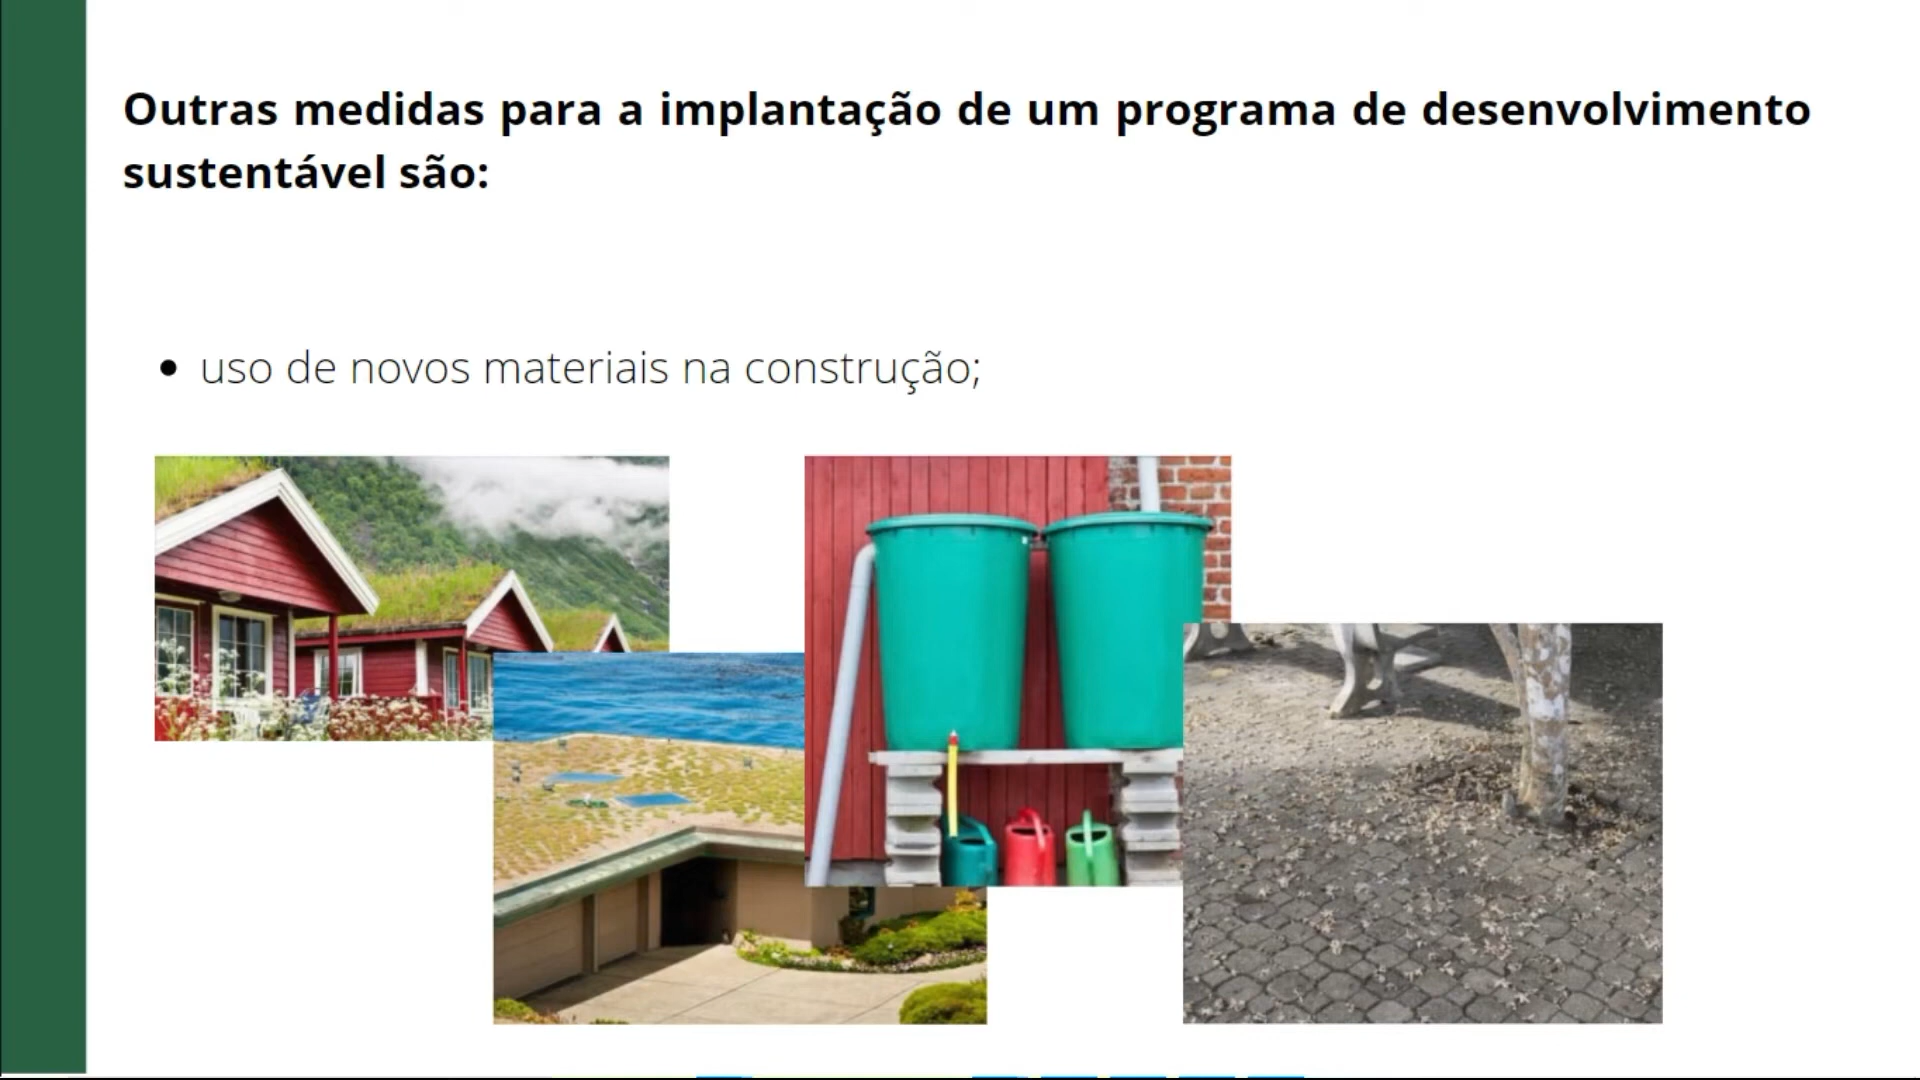 Outras medidas para a implantação de um programa de desenvolvimento
sustentável são:
• uso de novos materiais na construção;